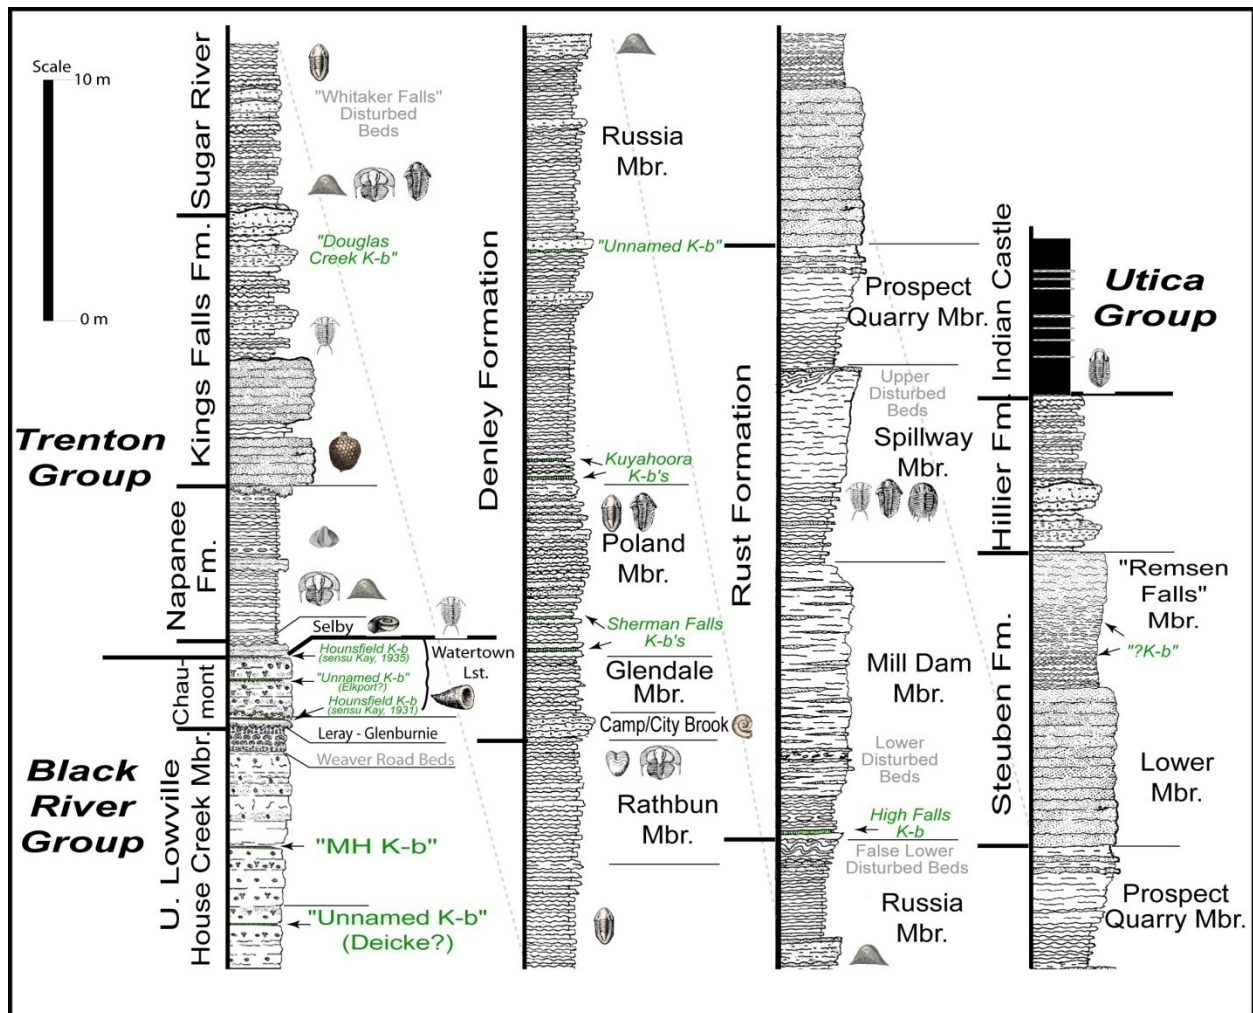 Scale
10 m
0 m
Sugar River
"Whitaker Falls"
Disturbed
Beds
Kings Falls Fm.
"Douglas
Creek K-b"
Trenton
Group
Napanee
Fm.
Selby
Hounsfield K-b
(sensu Kay, 1935)
"Unnamed K-b"
(Elkport?)
Hounsfield K-b
(sensu Kay, 1931)
Watertown
Lst.
Chau-
mont
Leray - Glenburnie
Weaver Road Beds
Black
River
Group
U. Lowville
House Creek Mbr.
"MH K-b"
"Unnamed K-b"
(Deicke?)
Denley Formation
Russia
Mbr.
"Unnamed K-b"
Kuyahoora
K-b's
Poland
Mbr.
Sherman Falls
K-b's
Glendale
Mbr.
Camp/City Brook
Rathbun
Mbr.
Rust Formation
Prospect
Quarry Mbr.
Upper
Disturbed
Beds
Spillway
Mbr.
Mill Dam
Mbr.
Lower
Disturbed
Beds
High Falls
K-b
False Lower
Disturbed Beds
Russia
Mbr.
Indian Castle
Utica
Group
Hillier Fm.
Steuben Fm.
"Remsen
Falls"
Mbr.
"?K-b"
Lower
Mbr.
Prospect
Quarry Mbr.